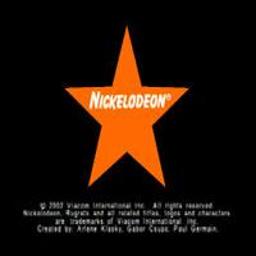 NICKELODEON®
© 2002 Viacom International Inc. All rights reserved.
Nickelodeon, Rugrats and all related titles, logos and characters
are trademarks of Viacom International Inc.
Created by: Arlene Klasky, Gabor Csupo, Paul Germain.